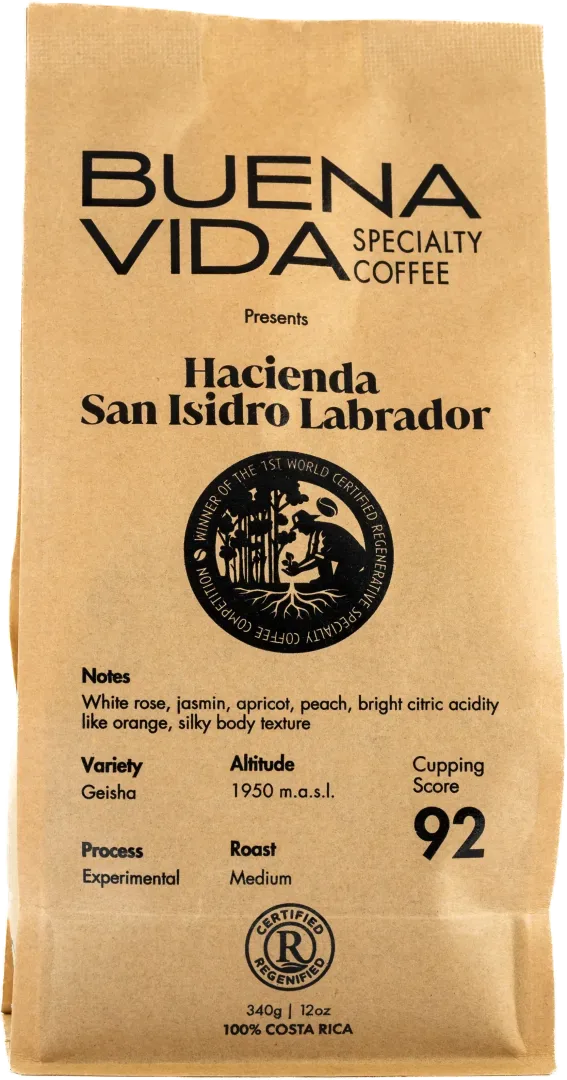 BUENA
VIDA SPECIALTY
COFFEE
Presents
Hacienda
San Isidro Labrador
WINNER OF THE 1ST WORLD CERTIFIED REGENERATIVE SPECIALTY COFFEE COMPETITION
Notes
White rose, jasmin, apricot, peach, bright citric acidity
like orange, silky body texture
Variety
Geisha
Altitude
1950 m.a.s.l.
Cupping
Score
92
Process
Experimental
Roast
Medium
CERTIFIED
R
REGENIFIED
340g | 12oz
100% COSTA RICA